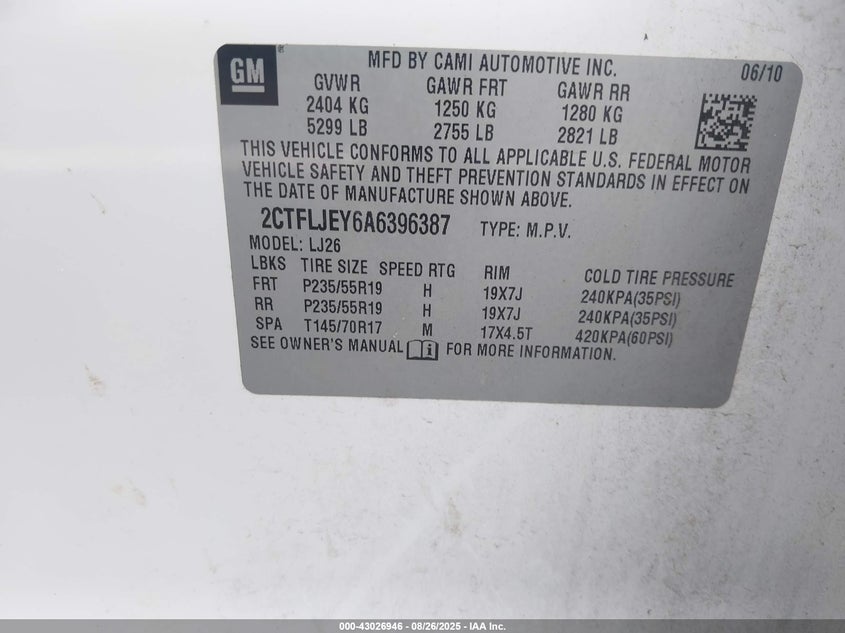 GM
MFD BY CAMI AUTOMOTIVE INC. 06/10
GVWR GAWR FRT GAWR RR
2404 KG 1250 KG 1280 KG
5299 LB 2755 LB 2821 LB
THIS VEHICLE CONFORMS TO ALL APPLICABLE U.S. FEDERAL MOTOR
VEHICLE SAFETY AND THEFT PREVENTION STANDARDS IN EFFECT ON
THE DATE OF MANUFACTURE SHOWN ABOVE.
2CTFLJEY6A6396387 TYPE: M.P.V.
MODEL: LJ26
LBKS TIRE SIZE SPEED RTG RIM COLD TIRE PRESSURE
FRT P235/55R19 H 19X7J 240KPA(35PSI)
RR P235/55R19 H 19X7J 240KPA(35PSI)
SPA T145/70R17 M 17X4.5T 420KPA(60PSI)
SEE OWNER'S MANUAL FOR MORE INFORMATION.
000-43026946 - 08/26/2025 - IAA Inc.